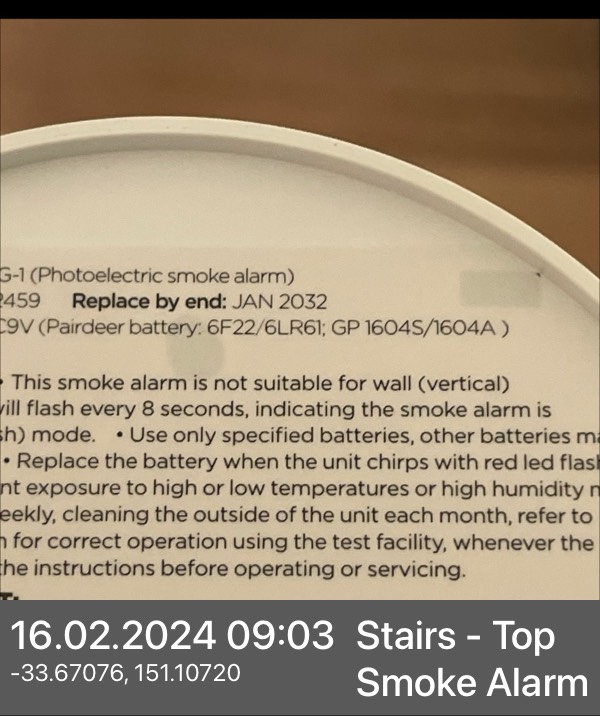 G-1 (Photoelectric smoke alarm)
2459 Replace by end: JAN 2032
C9V (Pairdeer battery: 6F22/6LR61; GP 1604S/1604A )
• This smoke alarm is not suitable for wall (vertical)
will flash every 8 seconds, indicating the smoke alarm is
sh) mode. • Use only specified batteries, other batteries ma
• Replace the battery when the unit chirps with red led flash
nt exposure to high or low temperatures or high humidity
eekly, cleaning the outside of the unit each month, refer to
for correct operation using the test facility, whenever the
the instructions before operating or servicing.
16.02.2024 09:03 Stairs - Top
-33.67076, 151.10720 Smoke Alarm